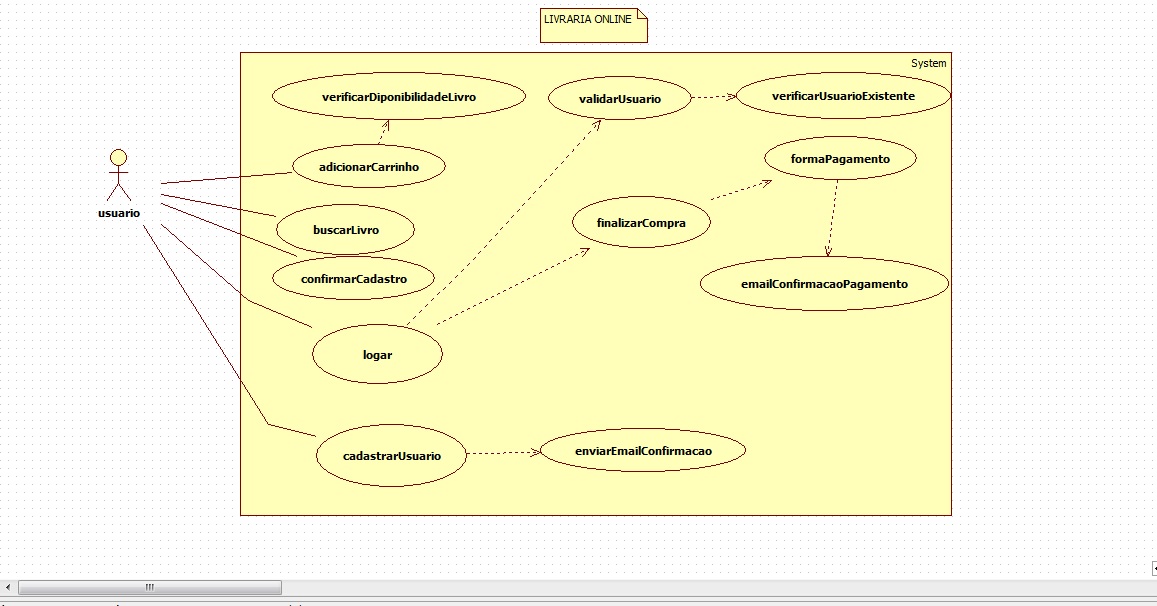 LIVRARIA ONLINE
System
verificarDiponibilidadeLivro
validarUsuario
verificarUsuarioExistente
adicionarCarrinho
formaPagamento
usuario
buscarLivro
finalizarCompra
confirmarCadastro
emailConfirmacaoPagamento
logar
cadastrarUsuario
enviarEmailConfirmacao